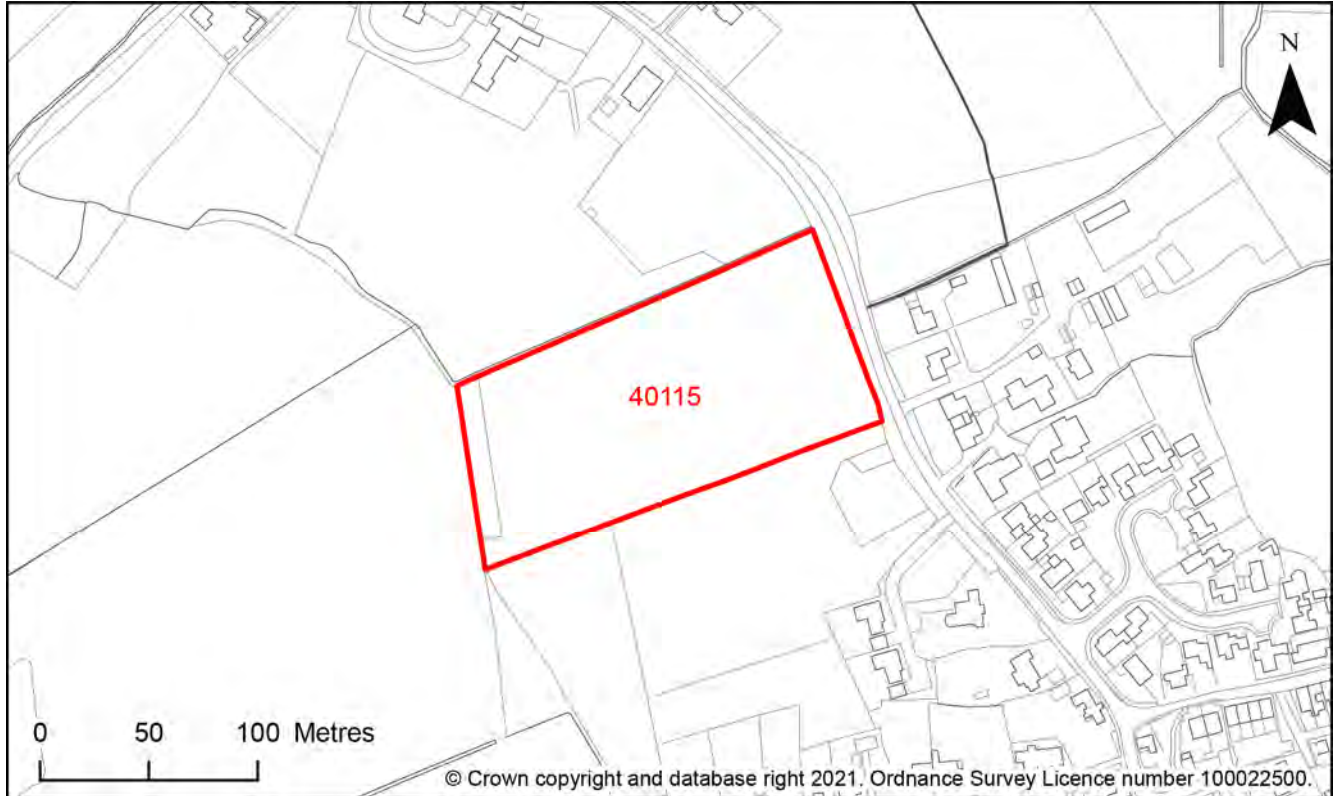 N
40115
0 50 100 Metres
© Crown copyright and database right 2021. Ordnance Survey Licence number 100022500.